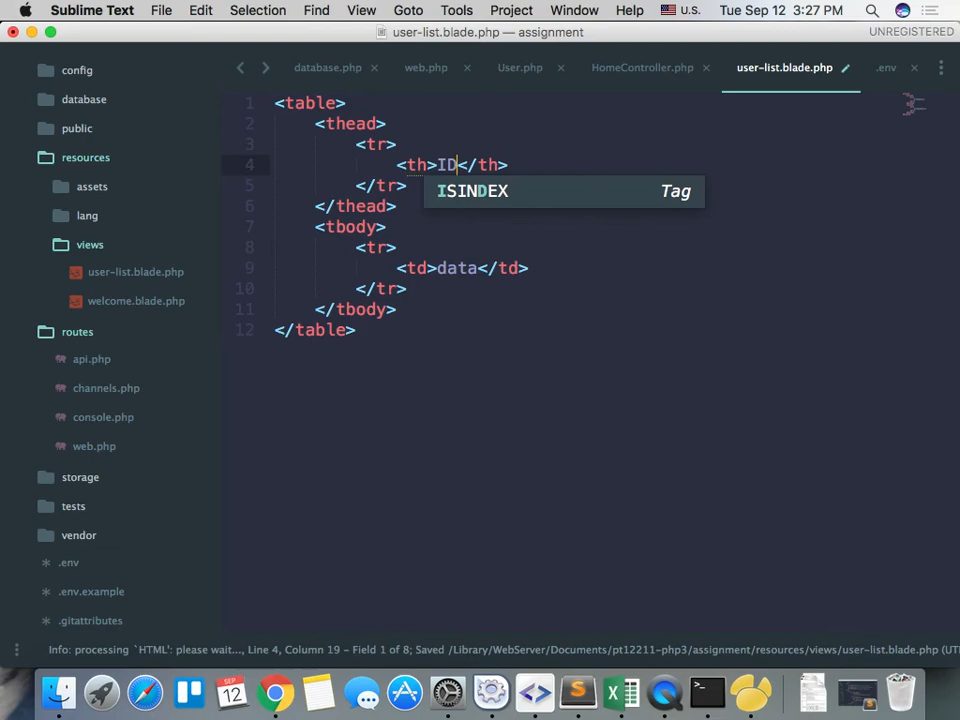 Sublime Text File Edit Selection Find View Goto Tools Project Window Help U.S. Tue Sep 12 3:27 PM
user-list.blade.php — assignment UNREGISTERED
database.php × web.php × User.php × HomeController.php × user-list.blade.php .env ×
config
database
public
resources
assets
lang
views
user-list.blade.php
welcome.blade.php
routes
api.php
channels.php
console.php
web.php
storage
tests
vendor
.env
.env.example
.gitattributes
1 <table>
2 <thead>
3 <tr>
4 <th>ID</th>
5 </tr>
6 </thead>
7 <tbody>
8 <tr>
9 <td>data</td>
10 </tr>
11 </tbody>
12 </table>
ISINDEX Tag
Info: processing `HTML': please wait..., Line 4, Column 19 - Field 1 of 8; Saved /Library/WebServer/Documents/pt12211-php3/assignment/resources/views/user-list.blade.php (UT
SEP
12